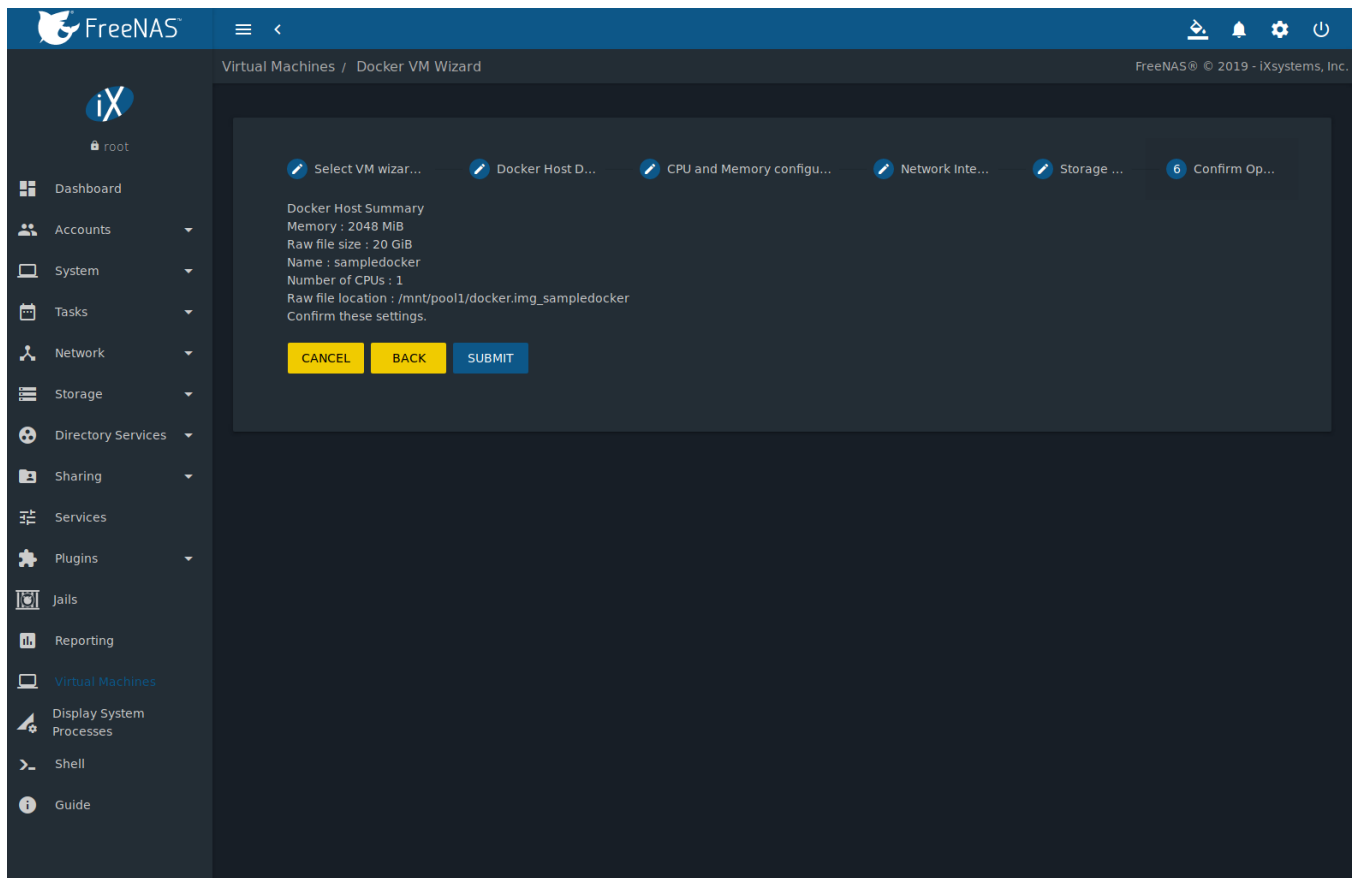 FreeNAS™
Virtual Machines / Docker VM Wizard
FreeNAS® © 2019 - iXsystems, Inc.
iX
root
Dashboard
Accounts
System
Tasks
Network
Storage
Directory Services
Sharing
Services
Plugins
Jails
Reporting
Virtual Machines
Display System
Processes
Shell
Guide
Select VM wizar... Docker Host D... CPU and Memory configu... Network Inte... Storage ... 6 Confirm Op...
Docker Host Summary
Memory : 2048 MiB
Raw file size : 20 GiB
Name : sampledocker
Number of CPUs : 1
Raw file location : /mnt/pool1/docker.img_sampledocker
Confirm these settings.
CANCEL BACK SUBMIT